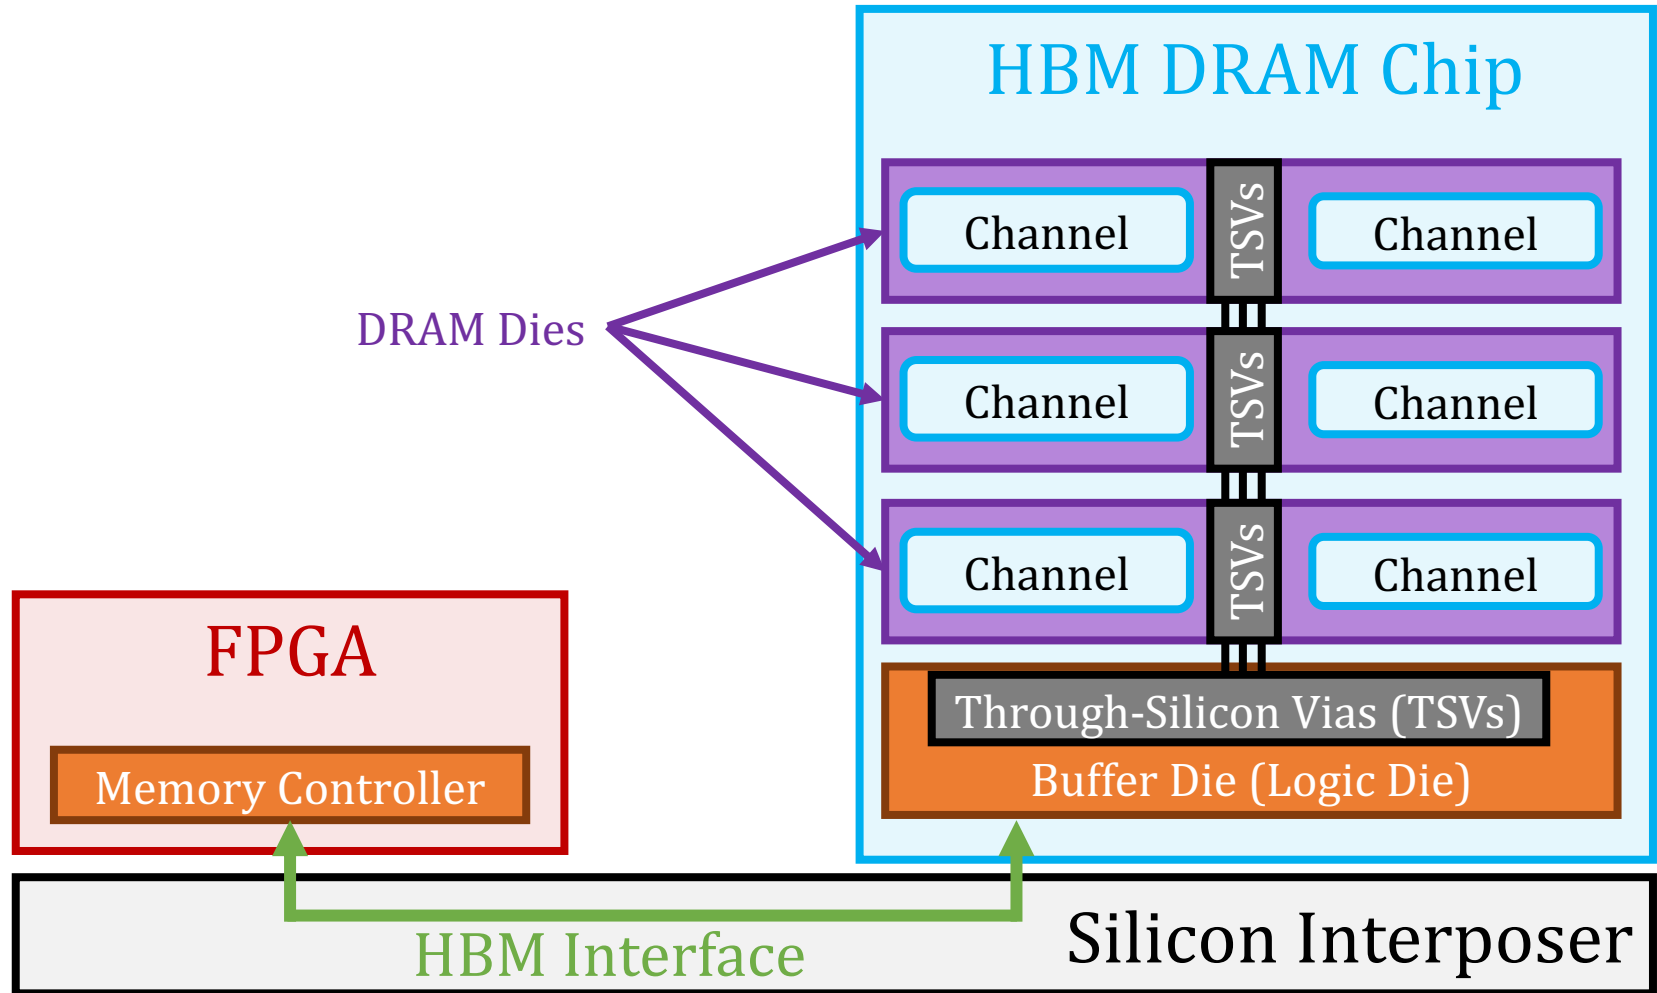 HBM DRAM Chip
Channel
TSVs
Channel
DRAM Dies
Channel
TSVs
Channel
Channel
TSVs
Channel
FPGA
Memory Controller
Through-Silicon Vias (TSVs)
Buffer Die (Logic Die)
HBM Interface
Silicon Interposer